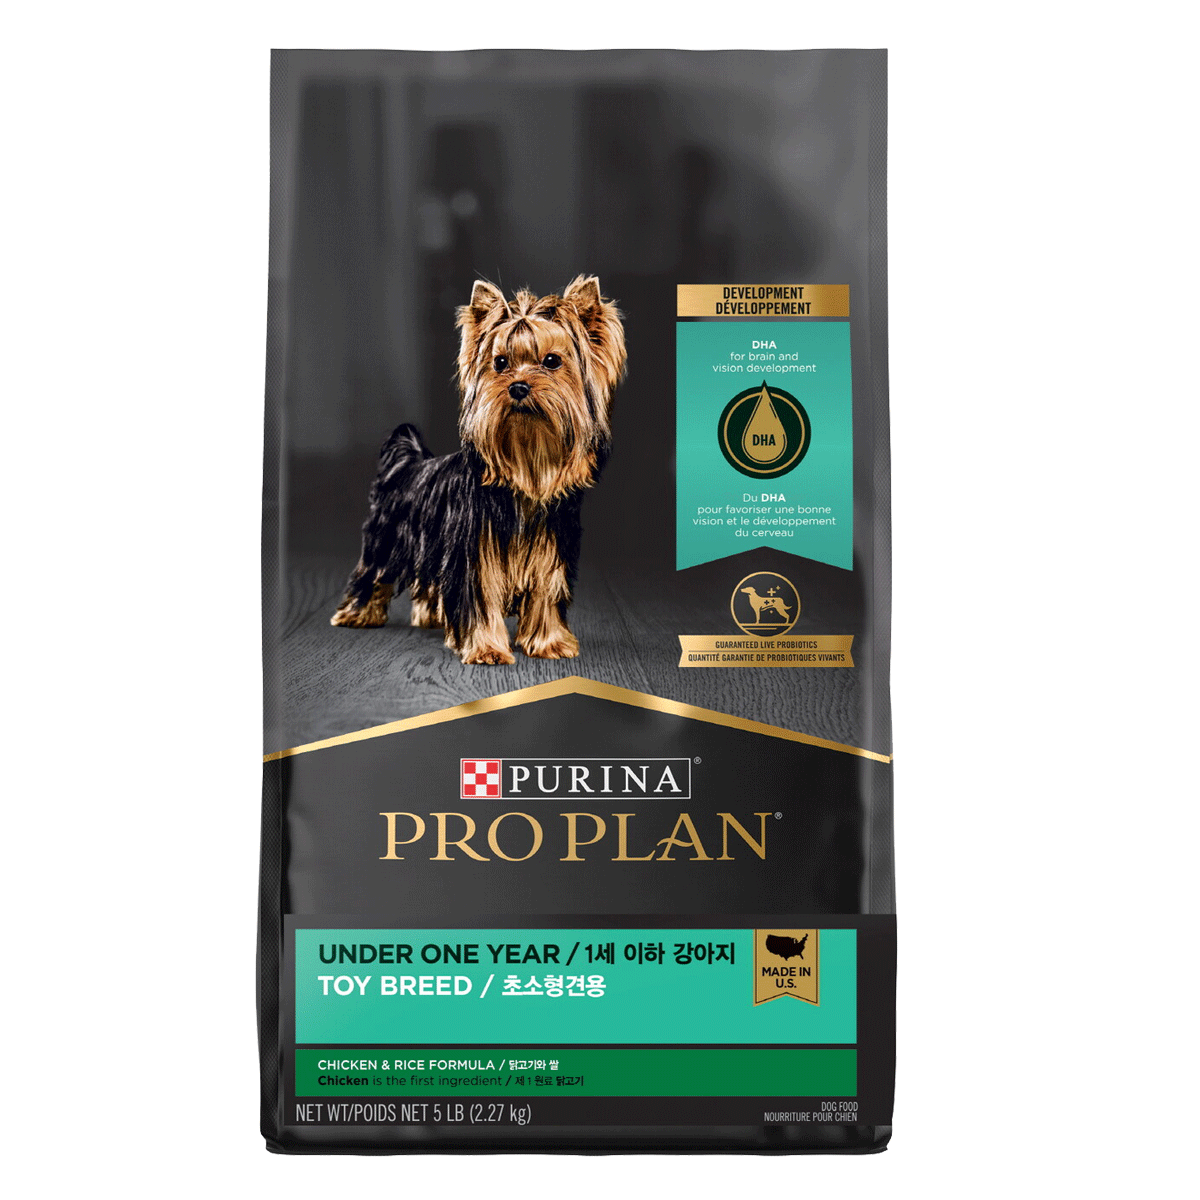 DEVELOPMENT
DÉVELOPPEMENT
DHA
for brain and
vision development
DHA
Du DHA
pour favoriser une bonne
vision et le développement
du cerveau
GUARANTEED LIVE PROBIOTICS
QUANTITÉ GARANTIE DE PROBIOTIQUES VIVANTS
PURINA®
PRO PLAN®
UNDER ONE YEAR / 1세 이하 강아지
TOY BREED / 초소형견용
MADE IN
U.S.
CHICKEN & RICE FORMULA / 닭고기와 쌀
Chicken is the first ingredient / 제 1 원료 닭고기
NET WT/POIDS NET 5 LB (2.27 kg)
DOG FOOD
NOURRITURE POUR CHIEN